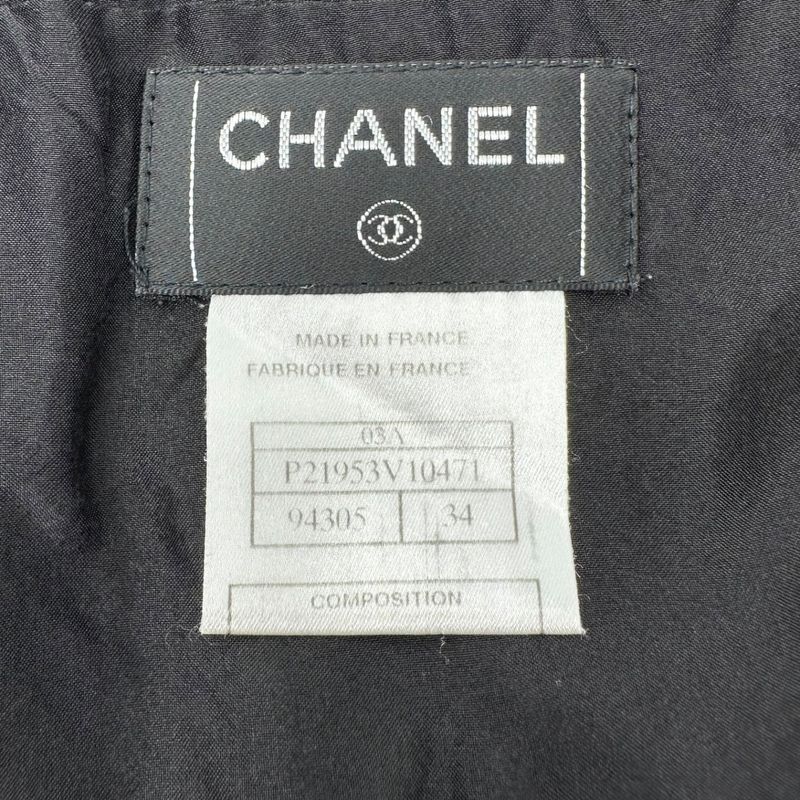 CHANEL
MADE IN FRANCE
FABRIQUE EN FRANCE
03A
P21953V10471
94305 34
COMPOSITION